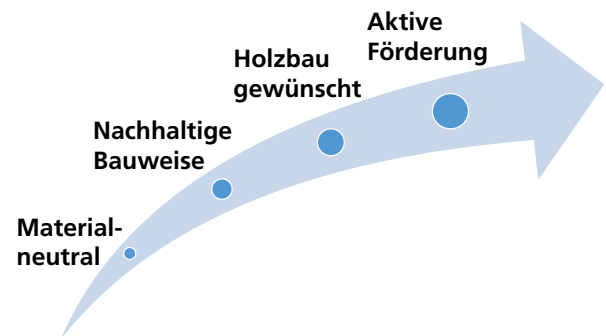 Aktive
Förderung
Holzbau
gewünscht
Nachhaltige
Bauweise
Material-
neutral